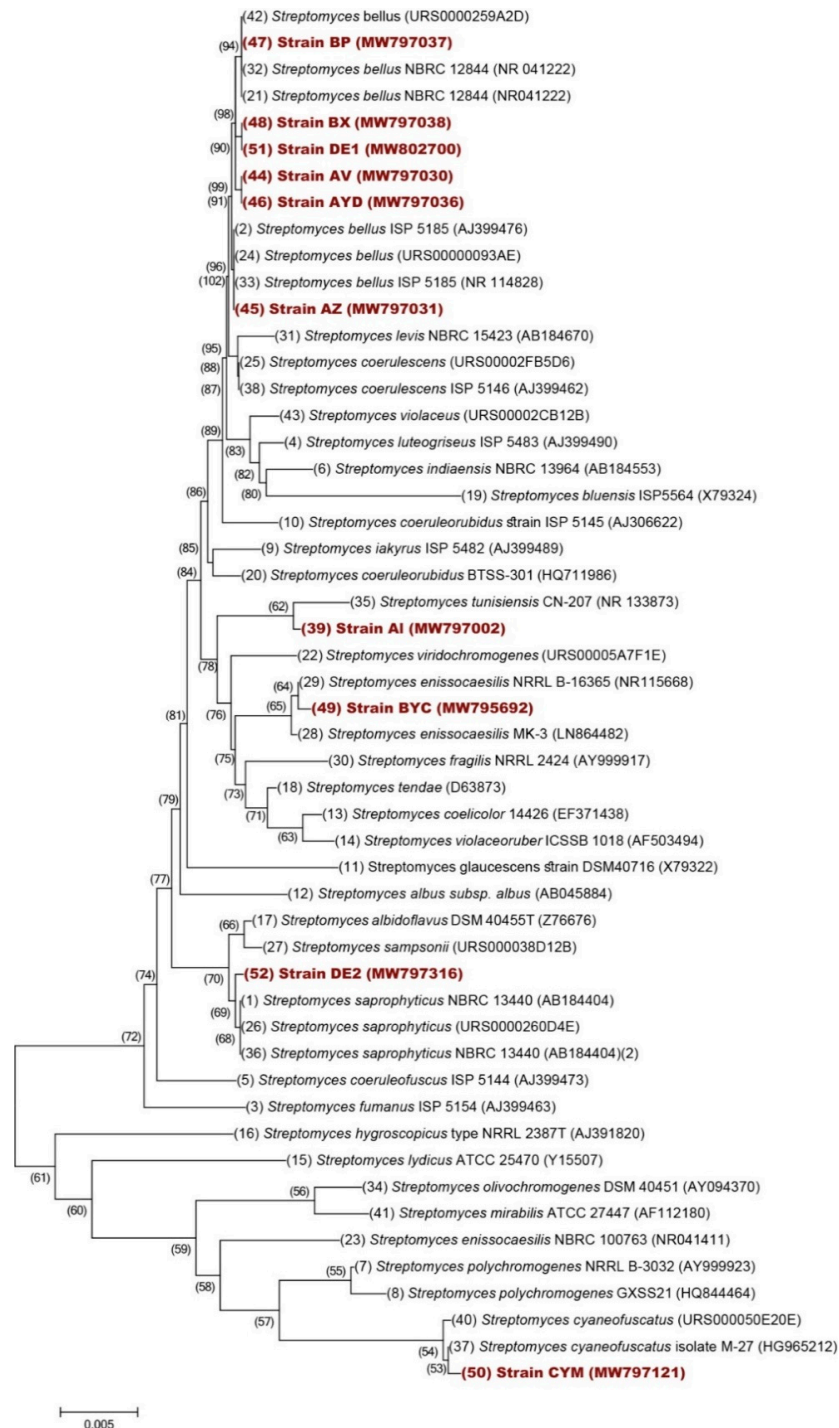 (42) Streptomyces bellus (URS0000259A2D)
(94)
(47) Strain BP (MW797037)
(32) Streptomyces bellus NBRC 12844 (NR 041222)
(21) Streptomyces bellus NBRC 12844 (NR041222)
(98)
(48) Strain BX (MW797038)
(90)
(51) Strain DE1 (MW802700)
(44) Strain AV (MW797030)
(99)
(91)
(46) Strain AYD (MW797036)
(2) Streptomyces bellus ISP 5185 (AJ399476)
(24) Streptomyces bellus (URS00000093AE)
(96)
(102)
(33) Streptomyces bellus ISP 5185 (NR 114828)
(45) Strain AZ (MW797031)
(31) Streptomyces levis NBRC 15423 (AB184670)
(95)
(88)
(25) Streptomyces coerulescens (URS00002FB5D6)
(87)
(38) Streptomyces coerulescens ISP 5146 (AJ399462)
(43) Streptomyces violaceus (URS00002CB12B)
(89)
(83)
(4) Streptomyces luteogriseus ISP 5483 (AJ399490)
(82)
(6) Streptomyces indiaensis NBRC 13964 (AB184553)
(80)
(19) Streptomyces bluensis ISP5564 (X79324)
(86)
(10) Streptomyces coeruleorubidus strain ISP 5145 (AJ306622)
(85)
(9) Streptomyces iakyrus ISP 5482 (AJ399489)
(84)
(20) Streptomyces coeruleorubidus BTSS-301 (HQ711986)
(62)
(35) Streptomyces tunisiensis CN-207 (NR 133873)
(39) Strain AI (MW797002)
(78)
(22) Streptomyces viridochromogenes (URS00005A7F1E)
(64)
(29) Streptomyces enissocaesilis NRRL B-16365 (NR115668)
(81)
(76)
(65)
(49) Strain BYC (MW795692)
(28) Streptomyces enissocaesilis MK-3 (LN864482)
(75)
(30) Streptomyces fragilis NRRL 2424 (AY999917)
(79)
(73)
(18) Streptomyces tendae (D63873)
(71)
(13) Streptomyces coelicolor 14426 (EF371438)
(63)
(14) Streptomyces violaceoruber ICSSB 1018 (AF503494)
(11) Streptomyces glaucescens strain DSM40716 (X79322)
(77)
(12) Streptomyces albus subsp. albus (AB045884)
(66)
(17) Streptomyces albidoflavus DSM 40455T (Z76676)
(27) Streptomyces sampsonii (URS000038D12B)
(74)
(70)
(52) Strain DE2 (MW797316)
(69)
(1) Streptomyces saprophyticus NBRC 13440 (AB184404)
(26) Streptomyces saprophyticus (URS0000260D4E)
(72)
(68)
(36) Streptomyces saprophyticus NBRC 13440 (AB184404)(2)
(5) Streptomyces coeruleofuscus ISP 5144 (AJ399473)
(3) Streptomyces fumanus ISP 5154 (AJ399463)
(16) Streptomyces hygroscopicus type NRRL 2387T (AJ391820)
(61)
(15) Streptomyces lydicus ATCC 25470 (Y15507)
(60)
(56)
(34) Streptomyces olivochromogenes DSM 40451 (AY094370)
(41) Streptomyces mirabilis ATCC 27447 (AF112180)
(59)
(23) Streptomyces enissocaesilis NBRC 100763 (NR041411)
(58)
(55)
(7) Streptomyces polychromogenes NRRL B-3032 (AY999923)
(8) Streptomyces polychromogenes GXSS21 (HQ844464)
(57)
(40) Streptomyces cyaneofuscatus (URS000050E20E)
(54)
(37) Streptomyces cyaneofuscatus isolate M-27 (HG965212)
(53)
(50) Strain CYM (MW797121)
0.005